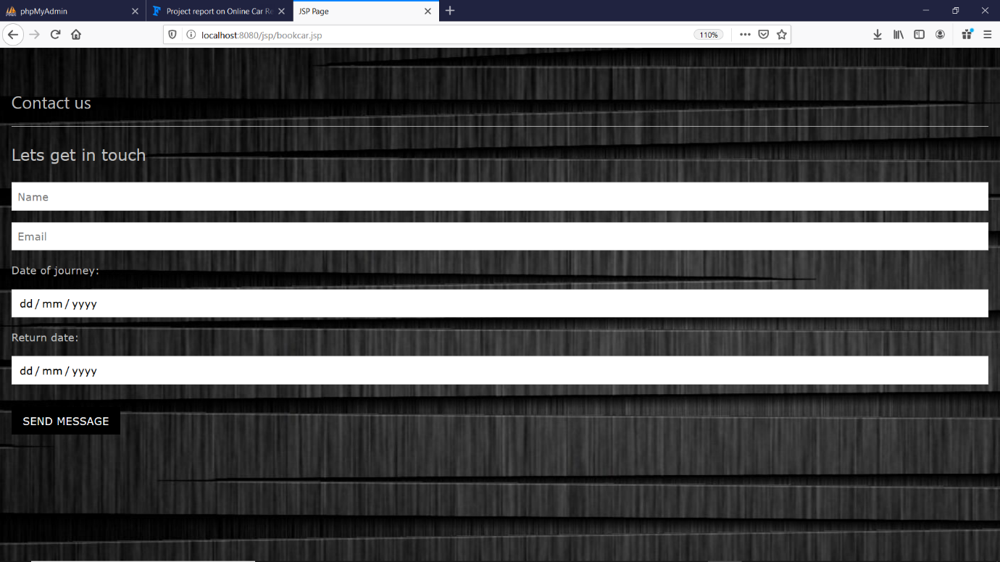 phpMyAdmin
Project report on Online Car Re
JSP Page
localhost:8080/jsp/bookcar.jsp
110%
Contact us
Lets get in touch
Name
Email
Date of journey:
dd / mm / yyyy
Return date:
dd / mm / yyyy
SEND MESSAGE